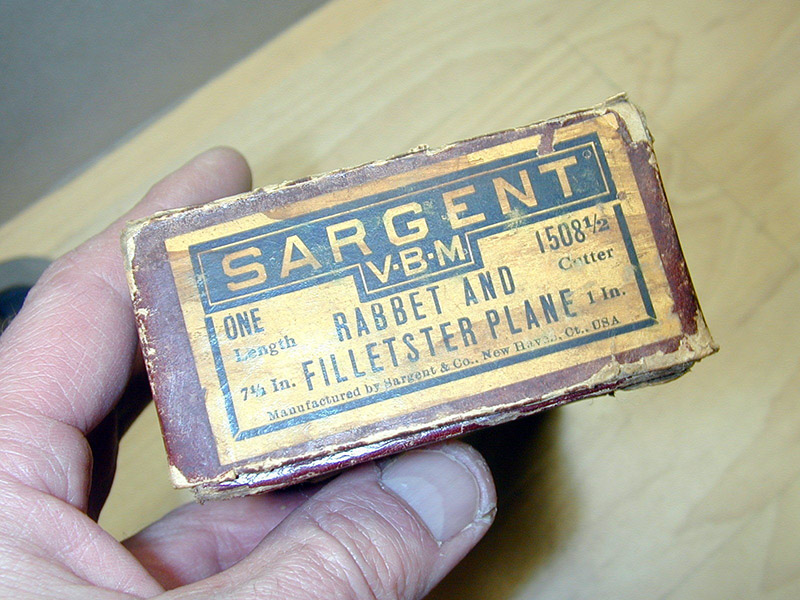 SARGENT
V·B·M
ONE 1508½
Length RABBET AND Cutter
7¼ In. FILLETSTER PLANE 1 In.
Manufactured by Sargent & Co., New Haven, Ct., USA